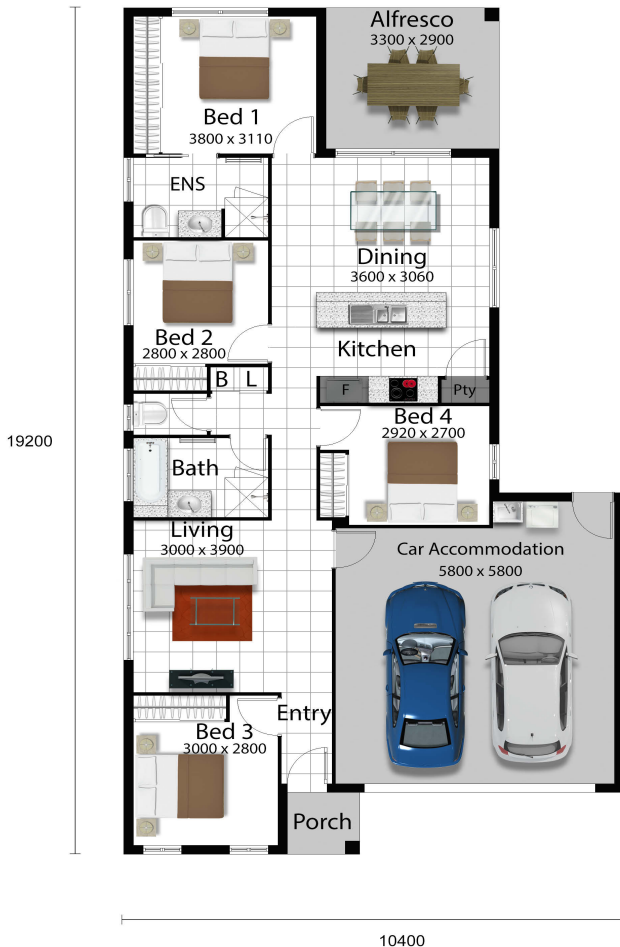 Alfresco
3300 x 2900
Bed 1
3800 x 3110
ENS
Dining
3600 x 3060
Bed 2
2800 x 2800
Kitchen
B L
F
Pty
Bed 4
2920 x 2700
19200
Bath
Living
3000 x 3900
Car Accommodation
5800 x 5800
Entry
Bed 3
3000 x 2800
Porch
10400